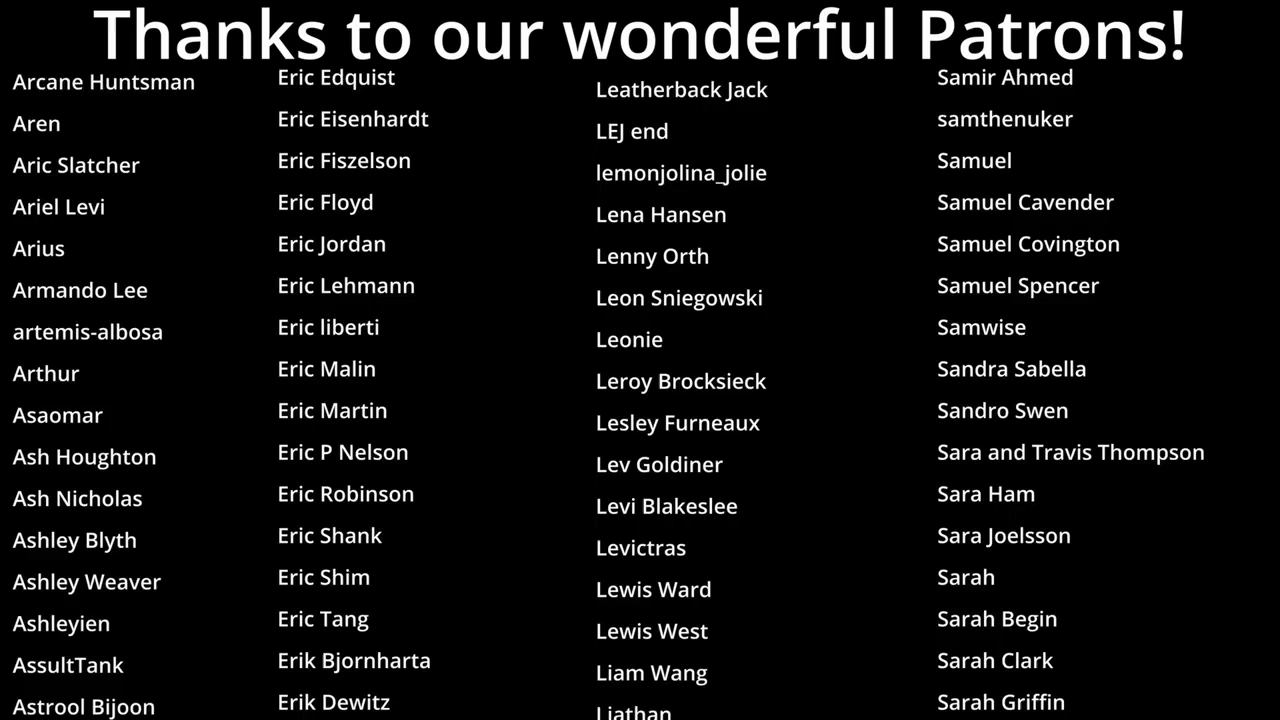 Thanks to our wonderful Patrons!
Arcane Huntsman
Aren
Aric Slatcher
Ariel Levi
Arius
Armando Lee
artemis-albosa
Arthur
Asaomar
Ash Houghton
Ash Nicholas
Ashley Blyth
Ashley Weaver
Ashleyien
AssultTank
Astrool Bijoon
Eric Edquist
Eric Eisenhardt
Eric Fiszelson
Eric Floyd
Eric Jordan
Eric Lehmann
Eric liberti
Eric Malin
Eric Martin
Eric P Nelson
Eric Robinson
Eric Shank
Eric Shim
Eric Tang
Erik Bjornharta
Erik Dewitz
Leatherback Jack
LEJ end
lemonjolina_jolie
Lena Hansen
Lenny Orth
Leon Sniegowski
Leonie
Leroy Brocksieck
Lesley Furneaux
Lev Goldiner
Levi Blakeslee
Levictras
Lewis Ward
Lewis West
Liam Wang
Liathan
Samir Ahmed
samthenuker
Samuel
Samuel Cavender
Samuel Covington
Samuel Spencer
Samwise
Sandra Sabella
Sandro Swen
Sara and Travis Thompson
Sara Ham
Sara Joelsson
Sarah
Sarah Begin
Sarah Clark
Sarah Griffin